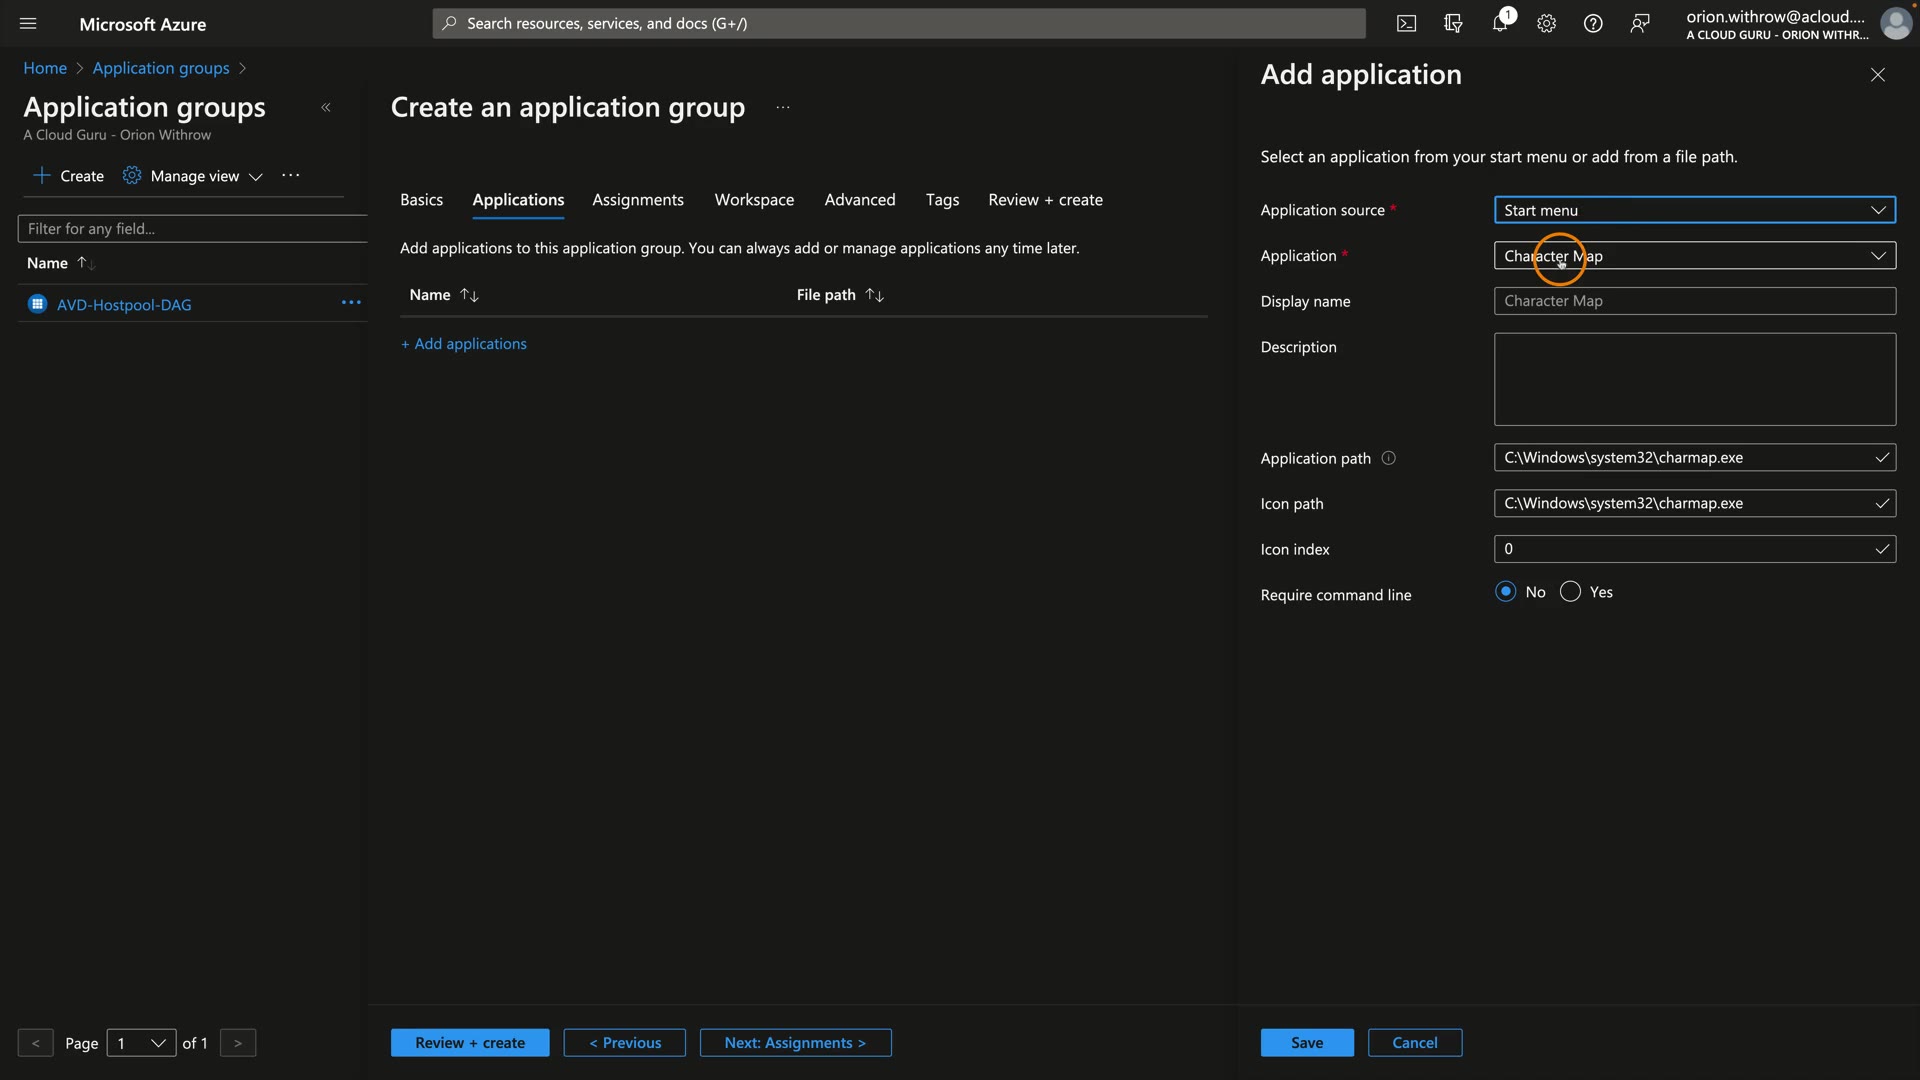 Microsoft Azure
Search resources, services, and docs (G+/)
1
orion.withrow@acloud....
A CLOUD GURU - ORION WITHR...
Home > Application groups >
Application groups
«
A Cloud Guru - Orion Withrow
+ Create
Manage view
...
Filter for any field...
Name ↑↓
AVD-Hostpool-DAG
...
< Page 1 of 1 >
Create an application group
...
Basics
Applications
Assignments
Workspace
Advanced
Tags
Review + create
Add applications to this application group. You can always add or manage applications any time later.
Name ↑↓
File path ↑↓
+ Add applications
Review + create
< Previous
Next: Assignments >
Add application
Select an application from your start menu or add from a file path.
Application source *
Start menu
Application *
Character Map
Display name
Character Map
Description
Application path
C:\Windows\system32\charmap.exe
Icon path
C:\Windows\system32\charmap.exe
Icon index
0
Require command line
No
Yes
Save
Cancel